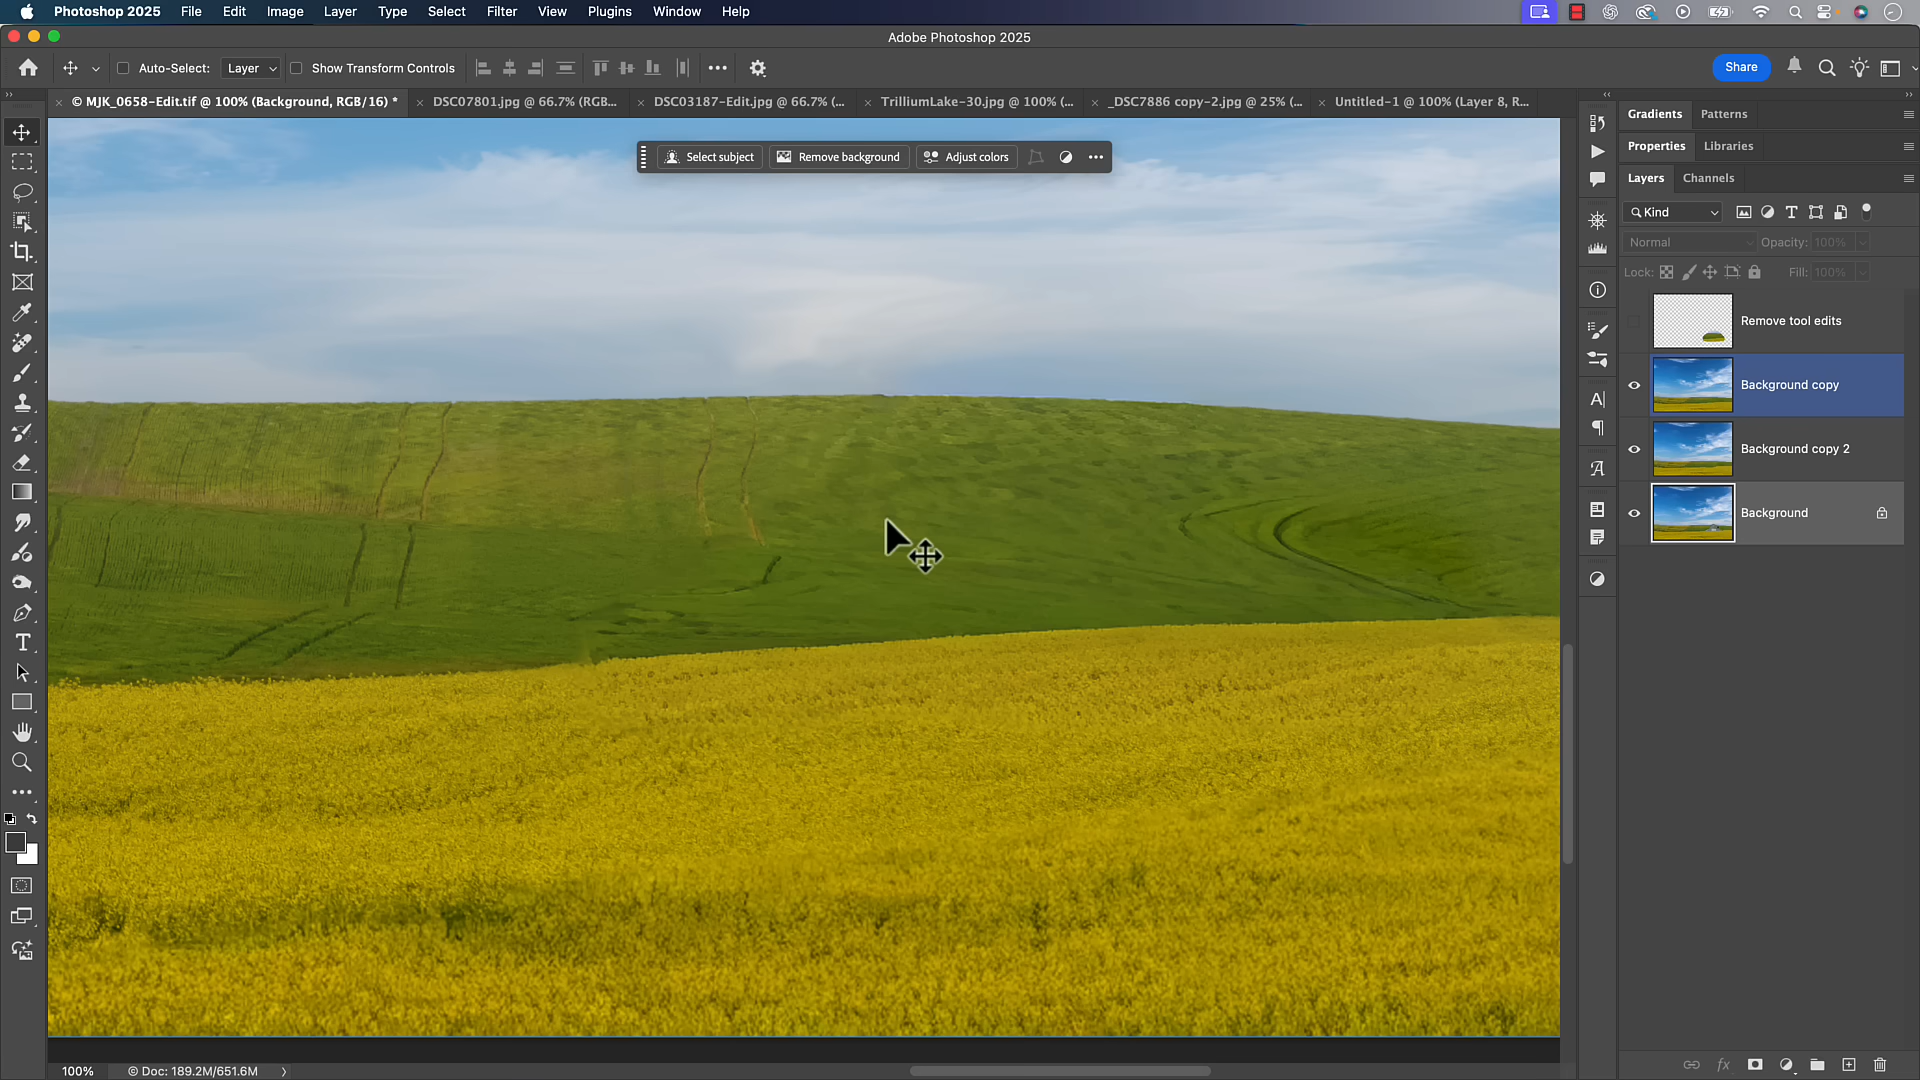 Photoshop 2025 File Edit Image Layer Type Select Filter View Plugins Window Help
Adobe Photoshop 2025
Auto-Select: Layer Show Transform Controls Share
© MJK_0658-Edit.tif @ 100% (Background, RGB/16) * DSC07801.jpg @ 66.7% (RGB... DSC03187-Edit.jpg @ 66.7% (... TrilliumLake-30.jpg @ 100% (... _DSC7886 copy-2.jpg @ 25% (... Untitled-1 @ 100% (Layer 8, R...
Gradients Patterns
Select subject Remove background Adjust colors
Properties Libraries
Layers Channels
Kind
Normal Opacity: 100%
Lock: Fill: 100%
Remove tool edits
Background copy
Background copy 2
Background
100% © Doc: 189.2M/651.6M